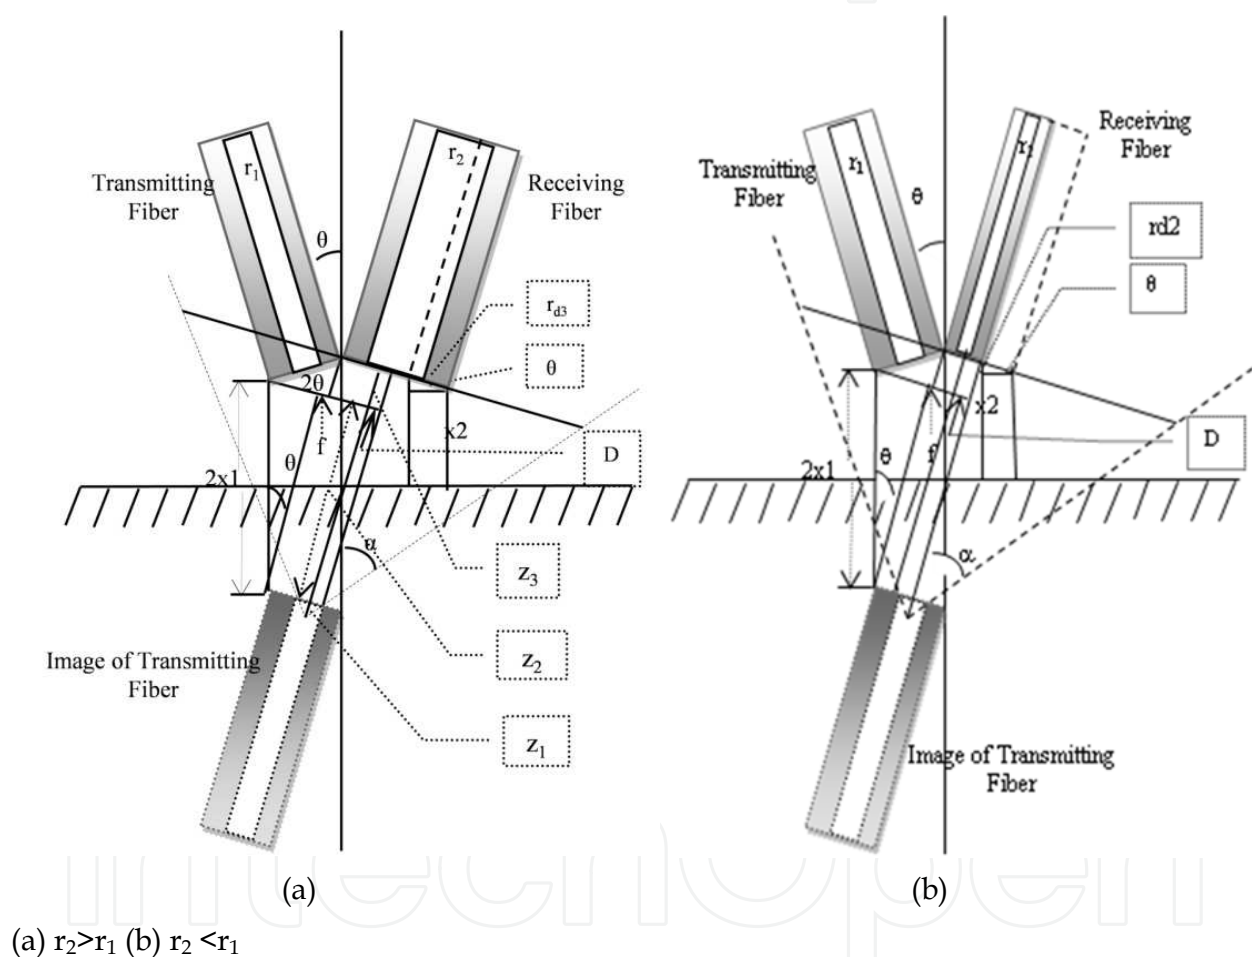 θ
r1
r2
Transmitting
Fiber
Receiving
Fiber
rd3
θ
2θ
f
θ
x2
D
2x1
α
z3
z2
z1
Image of Transmitting
Fiber
(a)
Receiving
Fiber
r1
Transmitting
Fiber
θ
rd2
θ
x2
D
f
θ
2x1
α
Image of Transmitting
Fiber
(b)
intechopen
(a) r2>r1 (b) r2 <r1